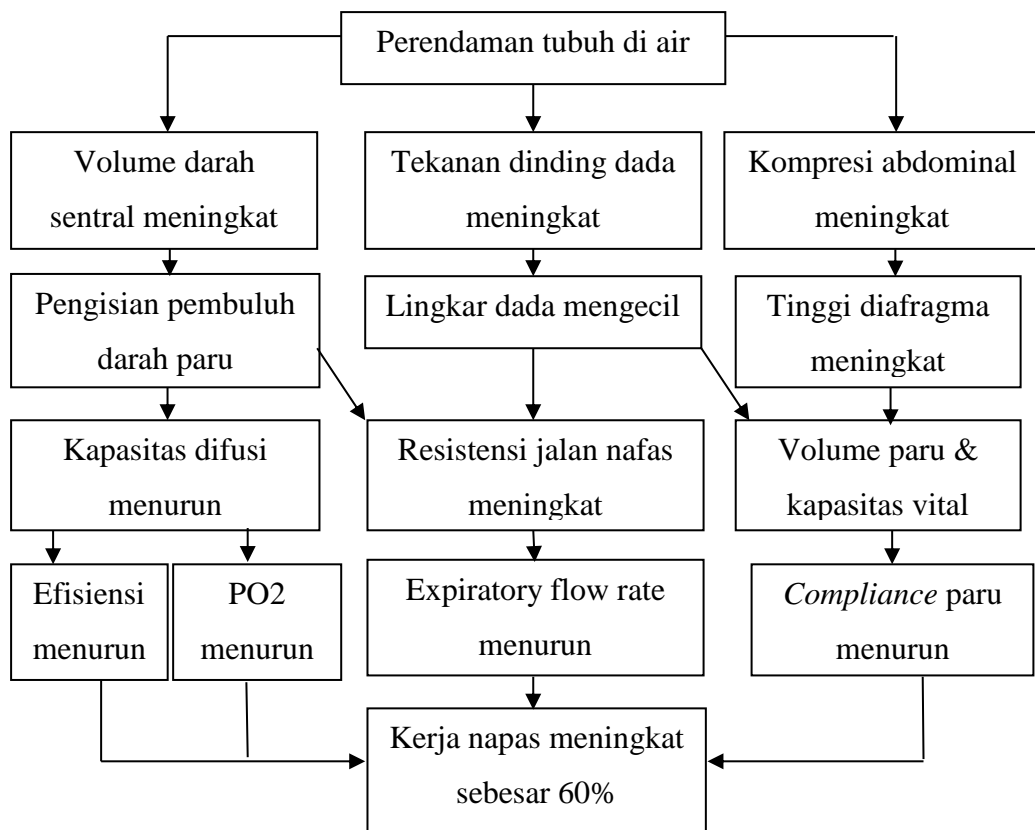 Perendaman tubuh di air
Volume darah
sentral meningkat
Tekanan dinding dada
meningkat
Kompresi abdominal
meningkat
Pengisian pembuluh
darah paru
Lingkar dada mengecil
Tinggi diafragma
meningkat
Kapasitas difusi
menurun
Resistensi jalan nafas
meningkat
Volume paru &
kapasitas vital
Efisiensi
menurun
PO2
menurun
Expiratory flow rate
menurun
Compliance paru
menurun
Kerja napas meningkat
sebesar 60%